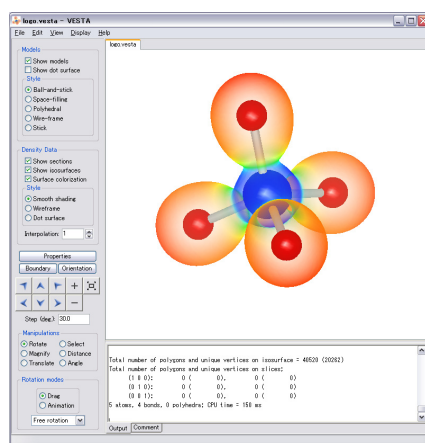 logo.vesta - VESTA
File Edit View Display Help
logo.vesta
Models
Show models
Show dot surface
Style
Ball-and-stick
Space-filling
Polyhedral
Wire-frame
Stick
Density Data
Show sections
Show isosurfaces
Surface colorization
Style
Smooth shading
Wireframe
Dot surface
Interpolation: 1
Properties
Boundary Orientation
Step (deg.): 30.0
Manipulations
Rotate Select
Magnify Distance
Translate Angle
Rotation modes
Drag
Animation
Free rotation
Total number of polygons and unique vertices on isosurface = 40520 (20262)
Total number of polygons and unique vertices on slices:
(1 0 0): 0 ( 0), 0 ( 0)
(0 1 0): 0 ( 0), 0 ( 0)
(0 0 1): 0 ( 0), 0 ( 0)
5 atoms, 4 bonds, 0 polyhedra; CPU time = 158 ms
Output Comment